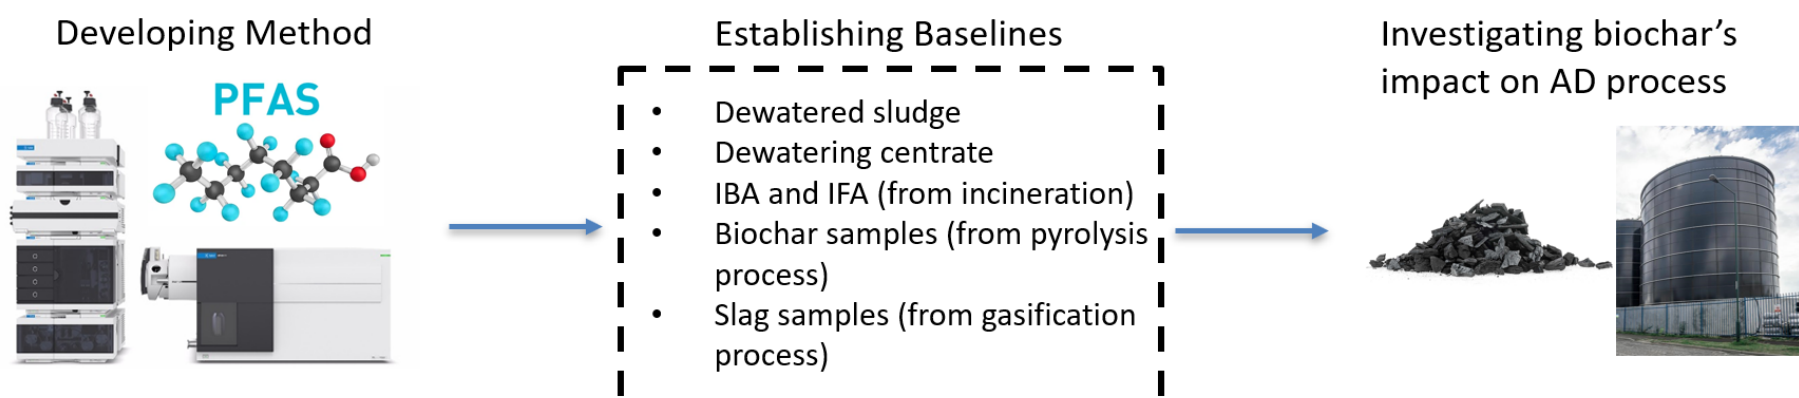 Developing Method
PFAS
Establishing Baselines
• Dewatered sludge
• Dewatering centrate
• IBA and IFA (from incineration)
• Biochar samples (from pyrolysis
process)
• Slag samples (from gasification
process)
Investigating biochar's
impact on AD process